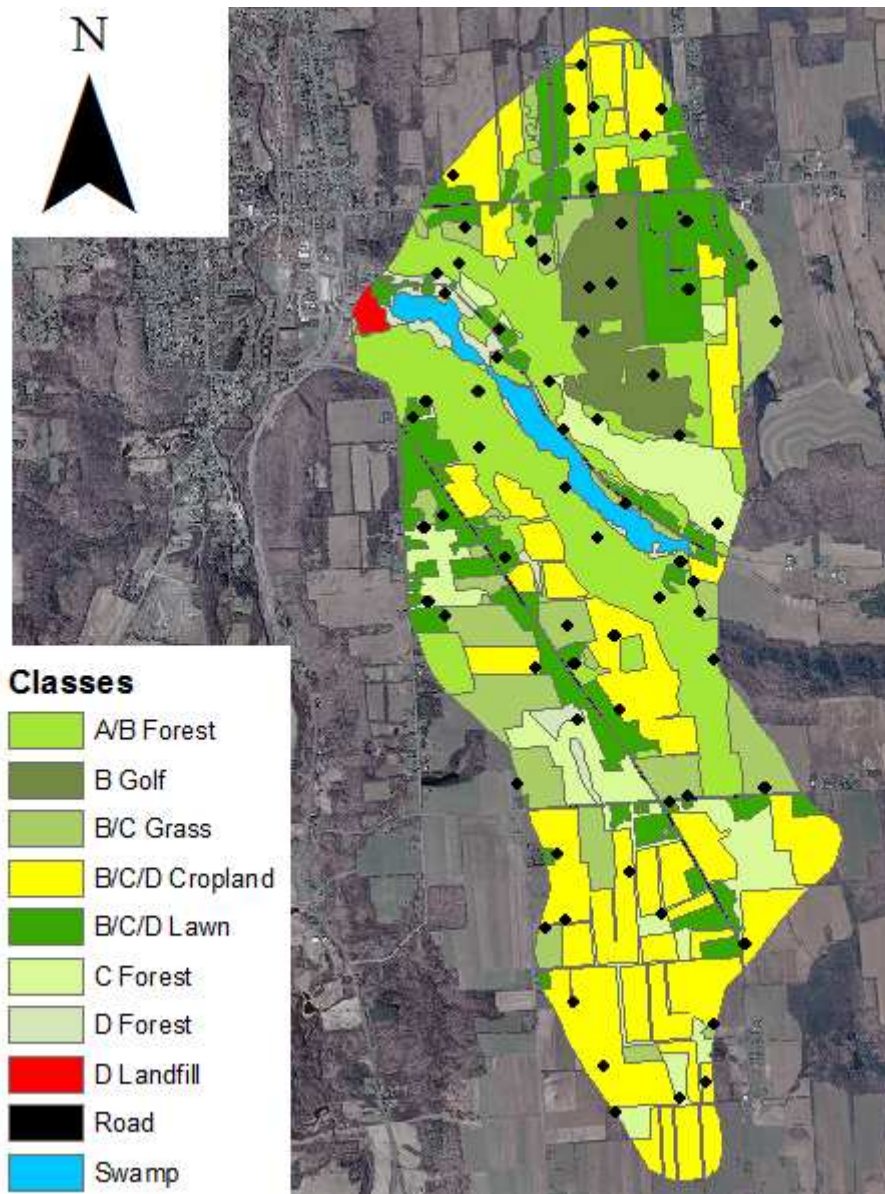 N
Classes
A/B Forest
B Golf
B/C Grass
B/C/D Cropland
B/C/D Lawn
C Forest
D Forest
D Landfill
Road
Swamp